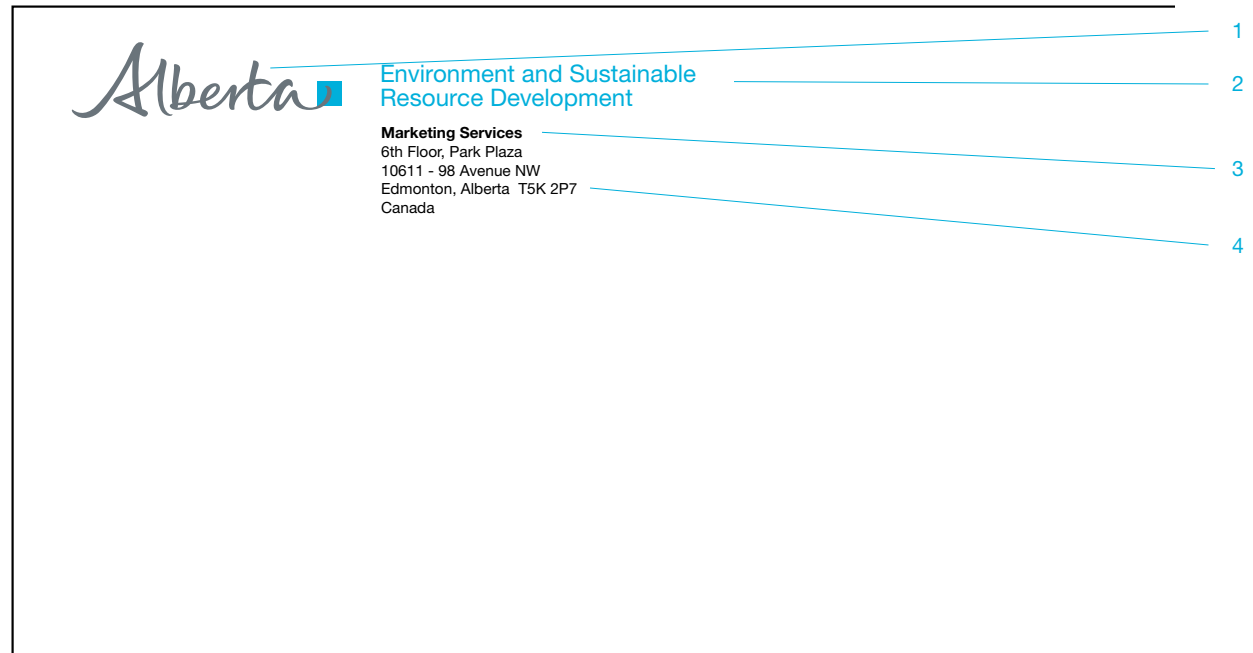 Alberta
Environment and Sustainable
Resource Development
Marketing Services
6th Floor, Park Plaza
10611 - 98 Avenue NW
Edmonton, Alberta  T5K 2P7
Canada
1
2
3
4